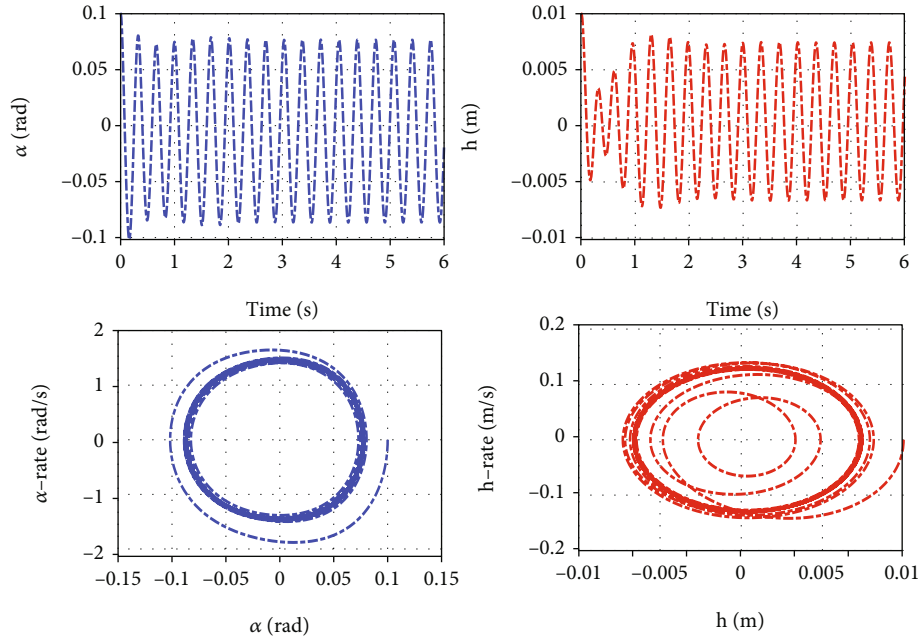 0.1
0.05
0
−0.05
−0.1
α (rad)
0 1 2 3 4 5 6
Time (s)
0.01
0.005
0
−0.005
−0.01
h (m)
0 1 2 3 4 5 6
Time (s)
2
1
0
−1
−2
α−rate (rad/s)
−0.15 −0.1 −0.05 0 0.05 0.1 0.15
α (rad)
0.2
0.1
0
−0.1
−0.2
h−rate (m/s)
−0.01 −0.005 0 0.005 0.01
h (m)